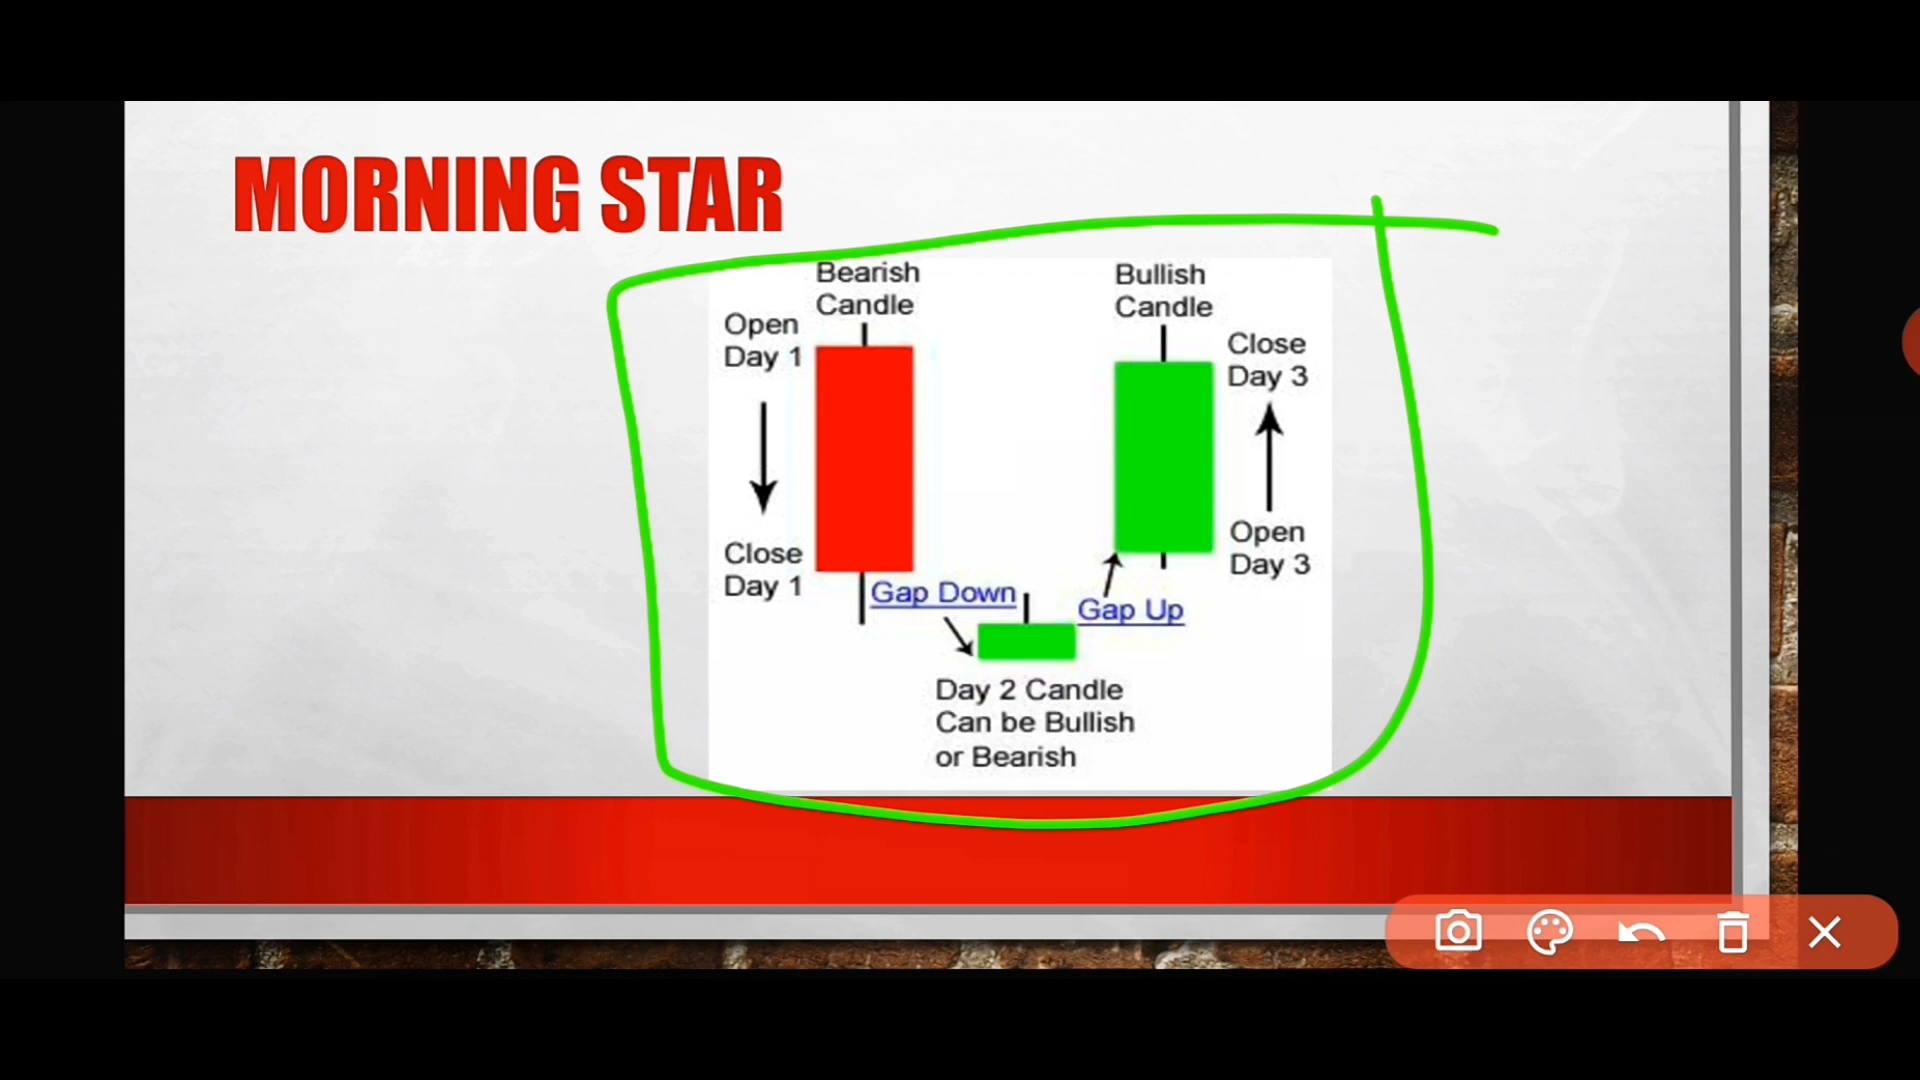 MORNING STAR
Bearish
Candle
Bullish
Candle
Open
Day 1
Close
Day 3
Close
Day 1
Open
Day 3
Gap Down
Gap Up
Day 2 Candle
Can be Bullish
or Bearish